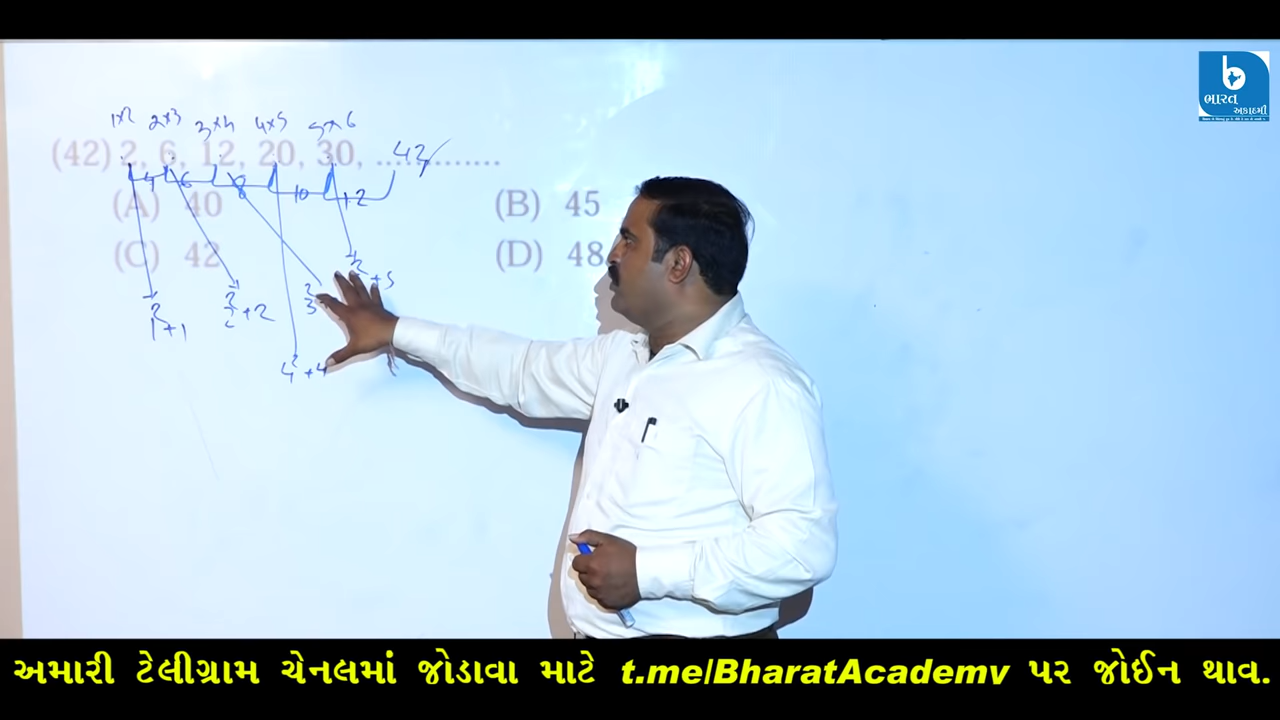 ભારત
અકાદમી
1×2 2×3 3×4 4×5 5×6
(42) 2, 6, 12, 20, 30, ............. 42
4 6 8 10 12
(A) 40 (B) 45
(C) 42 (D) 48
5²+5
1²+1 2²+2 3²
4²+4
અમારી ટેલીગ્રામ ચેનલમાં જોડાવા માટે t.me/BharatAcademy પર જોઈન થાવ.